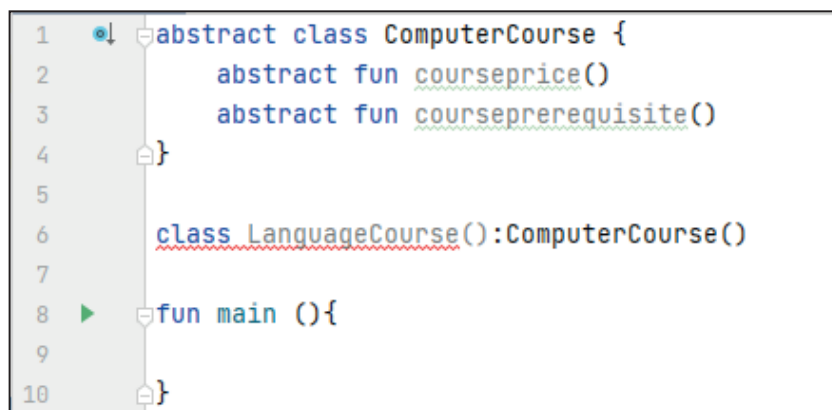 1 abstract class ComputerCourse {
2 abstract fun courseprice()
3 abstract fun courseprerequisite()
4 }
5
6 class LanguageCourse():ComputerCourse()
7
8 fun main (){
9
10 }